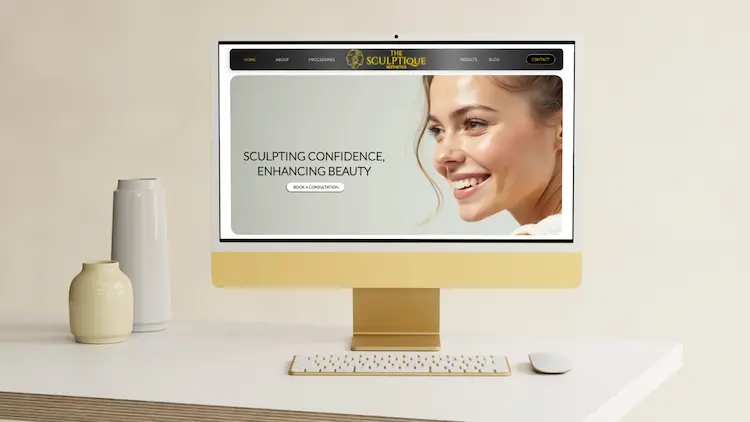 HOME
ABOUT
PROCEDURES
THE
SCULPTIQUE
AESTHETICS
RESULTS
BLOG
CONTACT
SCULPTING CONFIDENCE,
ENHANCING BEAUTY
BOOK A CONSULTATION